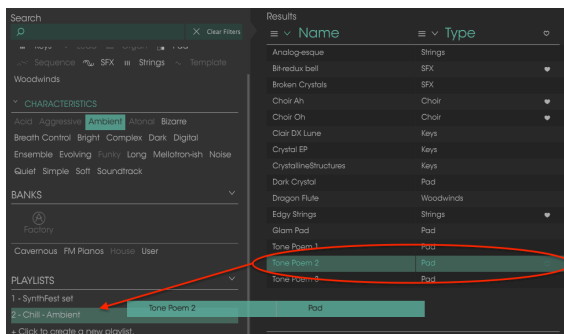 Search
Clear Filters
Sequence SFX Strings Template
Woodwinds
CHARACTERISTICS
Acid Aggressive Ambient Atonal Bizarre
Breath Control Bright Complex Dark Digital
Ensemble Evolving Funky Long Mellotron-ish Noise
Quiet Simple Soft Soundtrack
BANKS
Factory
Cavernous FM Pianos House User
PLAYLISTS
1 - SynthFest set
2 - Chill - Ambient
+ Click to create a new playlist.
Results
Name Type
Analog-esque Strings
Bit-redux bell SFX
Broken Crystals SFX
Choir Ah Choir
Choir Oh Choir
Clair DX Lune Keys
Crystal EP Keys
CrystallineStructures Keys
Dark Crystal Pad
Dragon Flute Woodwinds
Edgy Strings Strings
Glam Pad Pad
Tone Poem 1 Pad
Tone Poem 2 Pad
Tone Poem 3 Pad
Tone Poem 2 Pad